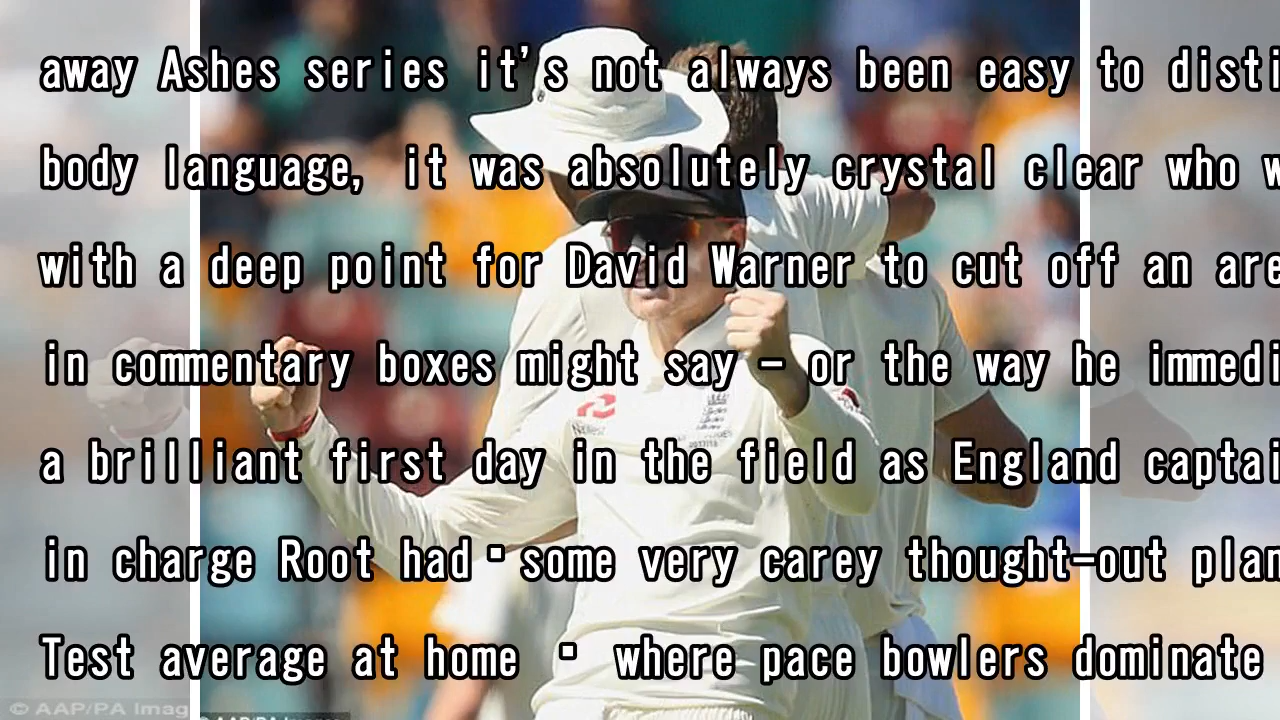 away Ashes series it's not always been easy to disti
body language, it was absolutely crystal clear who w
with a deep point for David Warner to cut off an are
in commentary boxes might say - or the way he immedi
a brilliant first day in the field as England captai
in charge Root had・some very carey thought-out plan
Test average at home ・ where pace bowlers dominate
© AAP/PA Imag